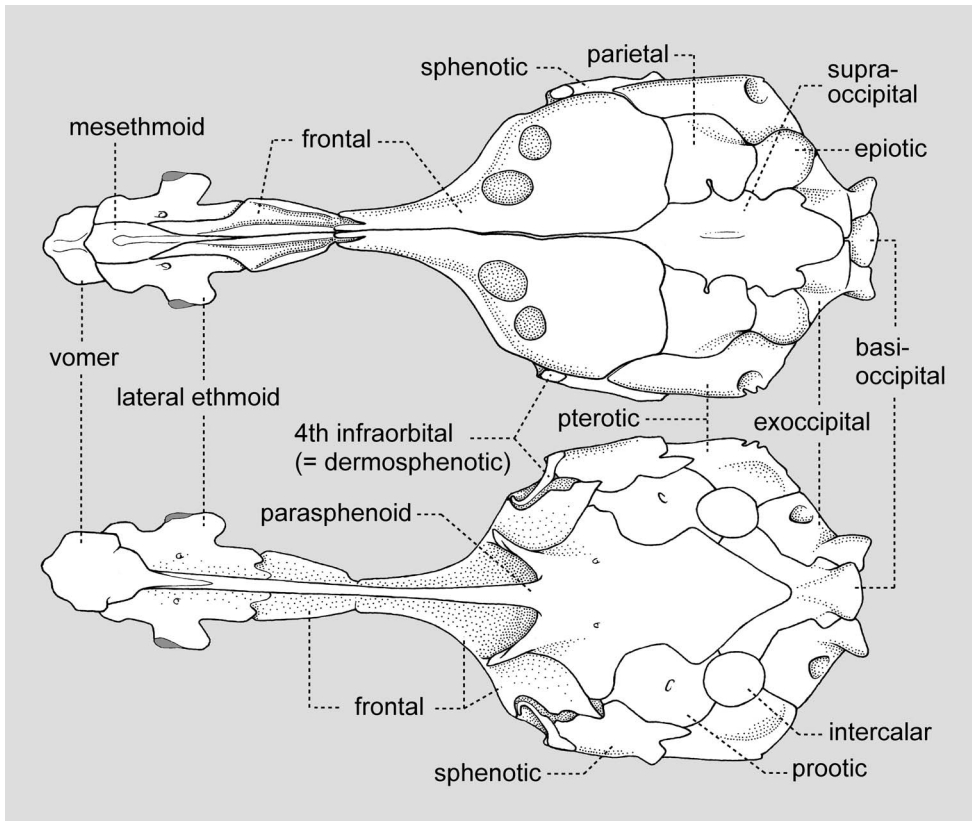 parietal
sphenotic
supra-
occipital
mesethmoid
frontal
epiotic
vomer
basi-
occipital
lateral ethmoid
pterotic
exoccipital
4th infraorbital
(= dermosphenotic)
parasphenoid
frontal
intercalar
sphenotic
prootic